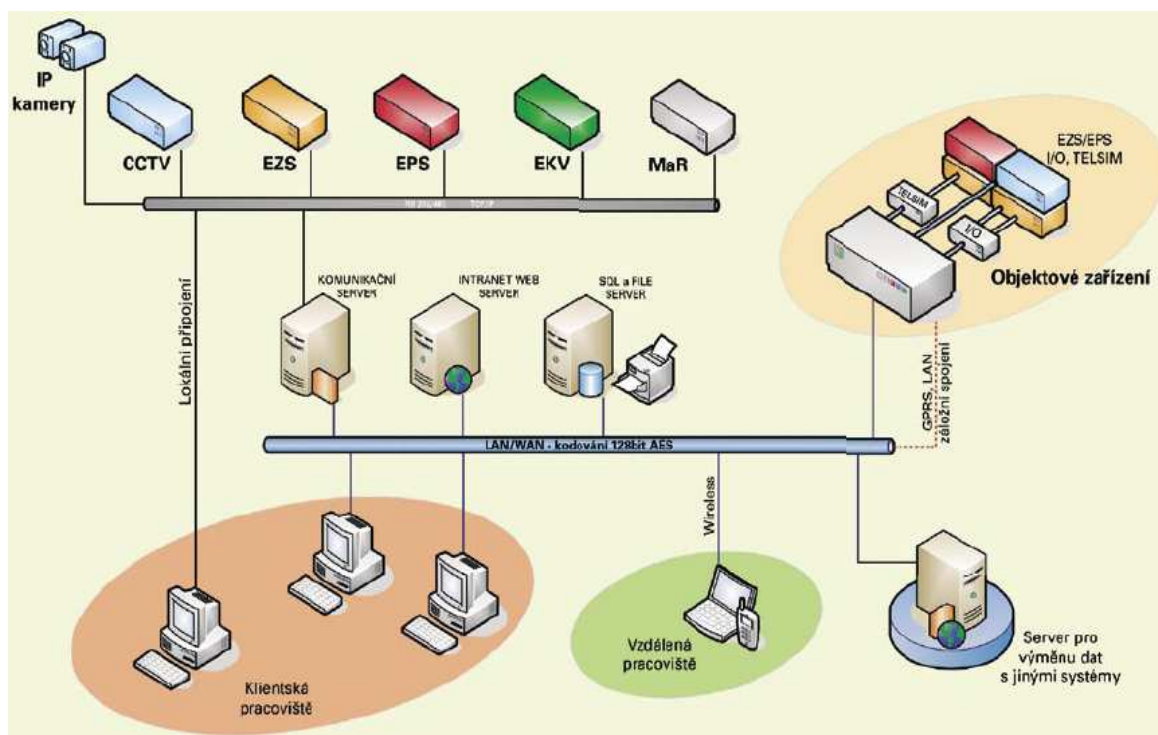 IP
kamery
CCTV
EZS
EPS
EKV
MaR
EZS/EPS
I/O, TELSIM
TELSIM
I/O
Objektové zařízení
KOMUNIKAČNÍ
SERVER
INTRANET WEB
SERVER
SQL a FILE
SERVER
Lokální připojení
GPRS, LAN
záložní spojení
LAN/WAN - kodování 128bit AES
Wireless
Klientská
pracoviště
Vzdálená
pracoviště
Server pro
výměnu dat
s jinými systémy